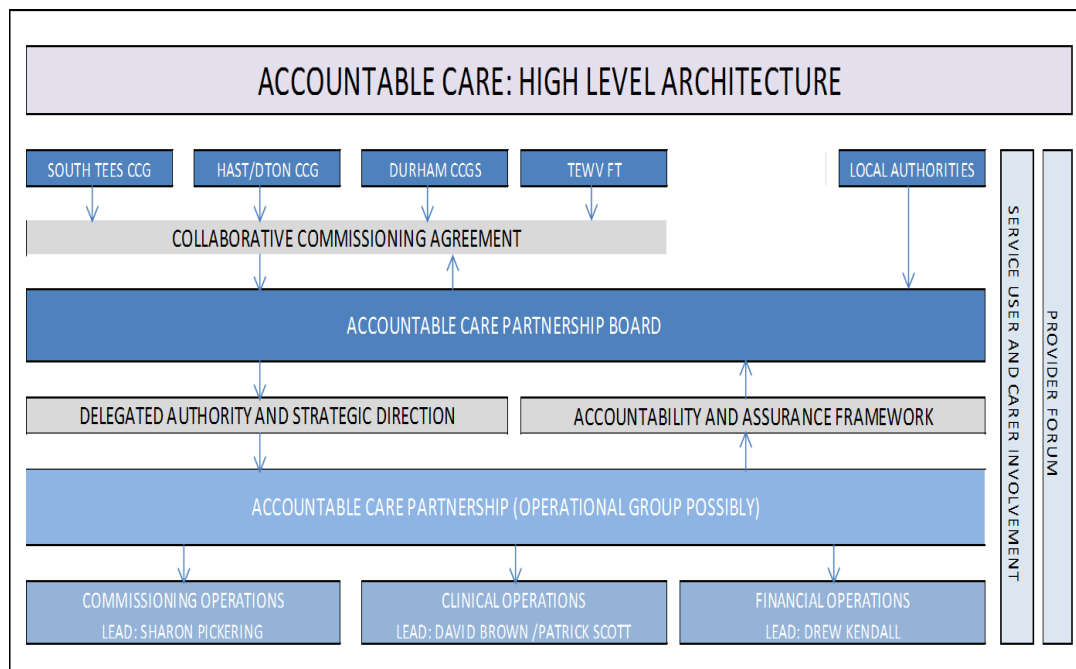 ACCOUNTABLE CARE: HIGH LEVEL ARCHITECTURE
SOUTH TEES CCG
HAST/DTON CCG
DURHAM CCGS
TEWV FT
LOCAL AUTHORITIES
COLLABORATIVE COMMISSIONING AGREEMENT
ACCOUNTABLE CARE PARTNERSHIP BOARD
DELEGATED AUTHORITY AND STRATEGIC DIRECTION
ACCOUNTABILITY AND ASSURANCE FRAMEWORK
ACCOUNTABLE CARE PARTNERSHIP (OPERATIONAL GROUP POSSIBLY)
COMMISSIONING OPERATIONS
LEAD: SHARON PICKERING
CLINICAL OPERATIONS
LEAD: DAVID BROWN /PATRICK SCOTT
FINANCIAL OPERATIONS
LEAD: DREW KENDALL
SERVICE USER AND CARER INVOLVEMENT
PROVIDER FORUM